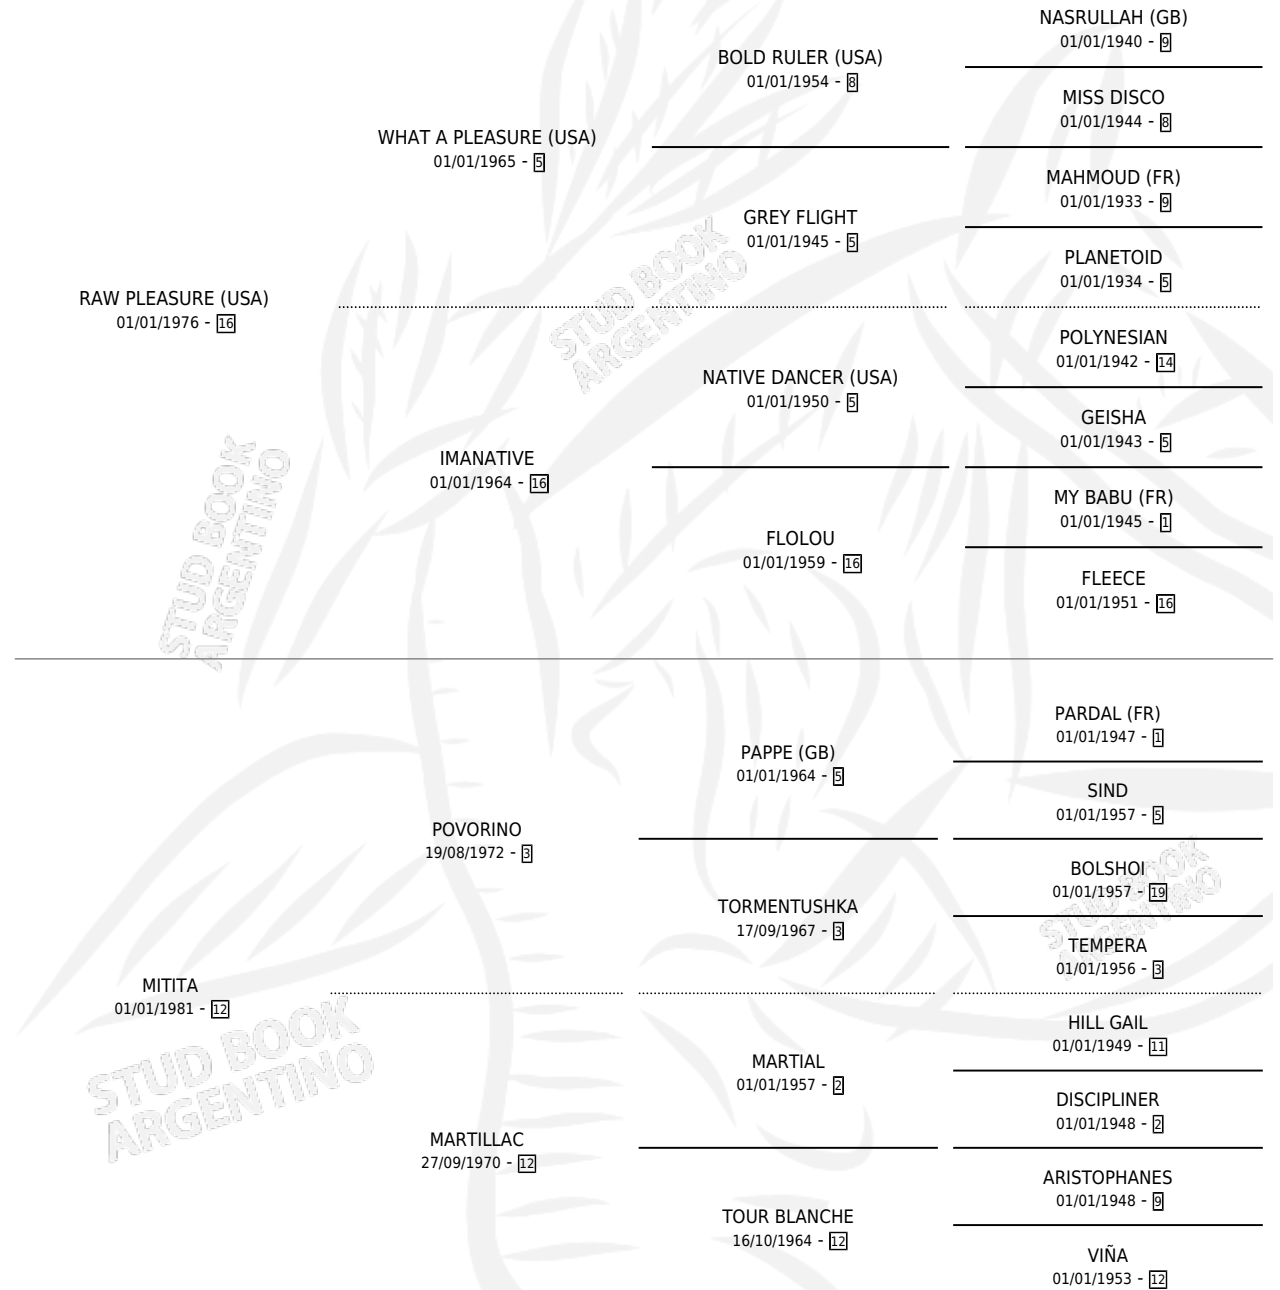 NASRULLAH (GB)
01/01/1940 - 9
BOLD RULER (USA)
01/01/1954 - 8
MISS DISCO
01/01/1944 - 8
WHAT A PLEASURE (USA)
01/01/1965 - 5
MAHMOUD (FR)
01/01/1933 - 9
GREY FLIGHT
01/01/1945 - 5
PLANETOID
01/01/1934 - 5
RAW PLEASURE (USA)
01/01/1976 - 16
POLYNESIAN
01/01/1942 - 14
NATIVE DANCER (USA)
01/01/1950 - 5
GEISHA
01/01/1943 - 5
IMANATIVE
01/01/1964 - 16
MY BABU (FR)
01/01/1945 - 1
FLOLOU
01/01/1959 - 16
FLEECE
01/01/1951 - 16
PARDAL (FR)
01/01/1947 - 1
PAPPE (GB)
01/01/1964 - 5
SIND
01/01/1957 - 5
POVORINO
19/08/1972 - 3
BOLSHOI
01/01/1957 - 19
TORMENTUSHKA
17/09/1967 - 3
TEMPERA
01/01/1956 - 3
MITITA
01/01/1981 - 12
HILL GAIL
01/01/1949 - 11
MARTIAL
01/01/1957 - 2
DISCIPLINER
01/01/1948 - 2
MARTILLAC
27/09/1970 - 12
ARISTOPHANES
01/01/1948 - 9
TOUR BLANCHE
16/10/1964 - 12
VIÑA
01/01/1953 - 12
STUD BOOK
ARGENTINO
STUD BOOK
ARGENTINO
STUD BOOK
ARGENTINO
STUD BOOK
ARGENTINO